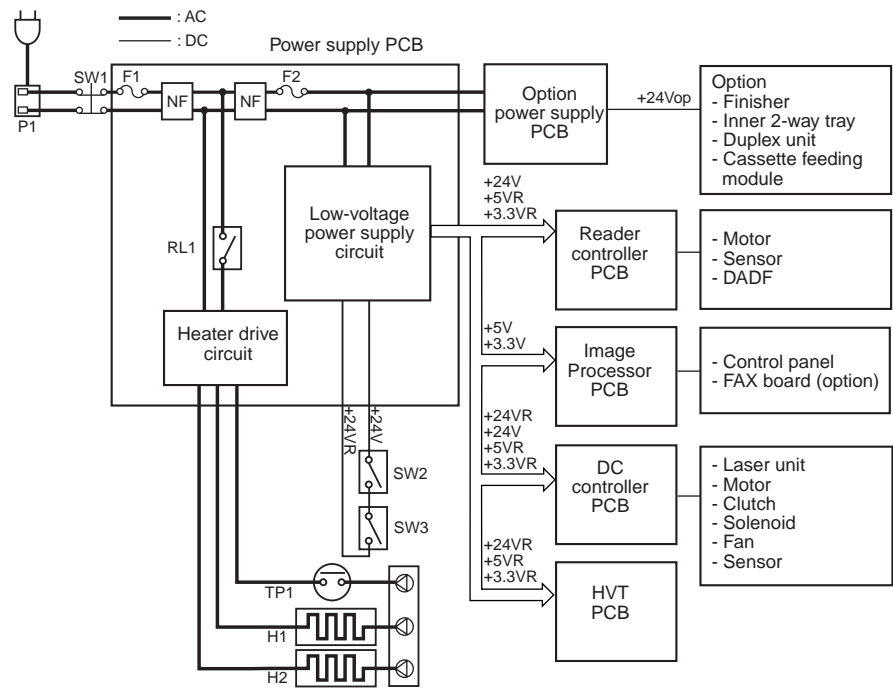 : AC
: DC
Power supply PCB
P1
SW1
F1
NF
NF
F2
Option
power supply
PCB
+24Vop
Option
- Finisher
- Inner 2-way tray
- Duplex unit
- Cassette feeding
module
RL1
Low-voltage
power supply
circuit
Heater drive
circuit
+24V
+5VR
+3.3VR
Reader
controller
PCB
- Motor
- Sensor
- DADF
+5V
+3.3V
Image
Processor
PCB
- Control panel
- FAX board (option)
+24VR
+24V
SW2
SW3
+24VR
+24V
+5VR
+3.3VR
DC
controller
PCB
- Laser unit
- Motor
- Clutch
- Solenoid
- Fan
- Sensor
+24VR
+5VR
+3.3VR
HVT
PCB
TP1
H1
H2